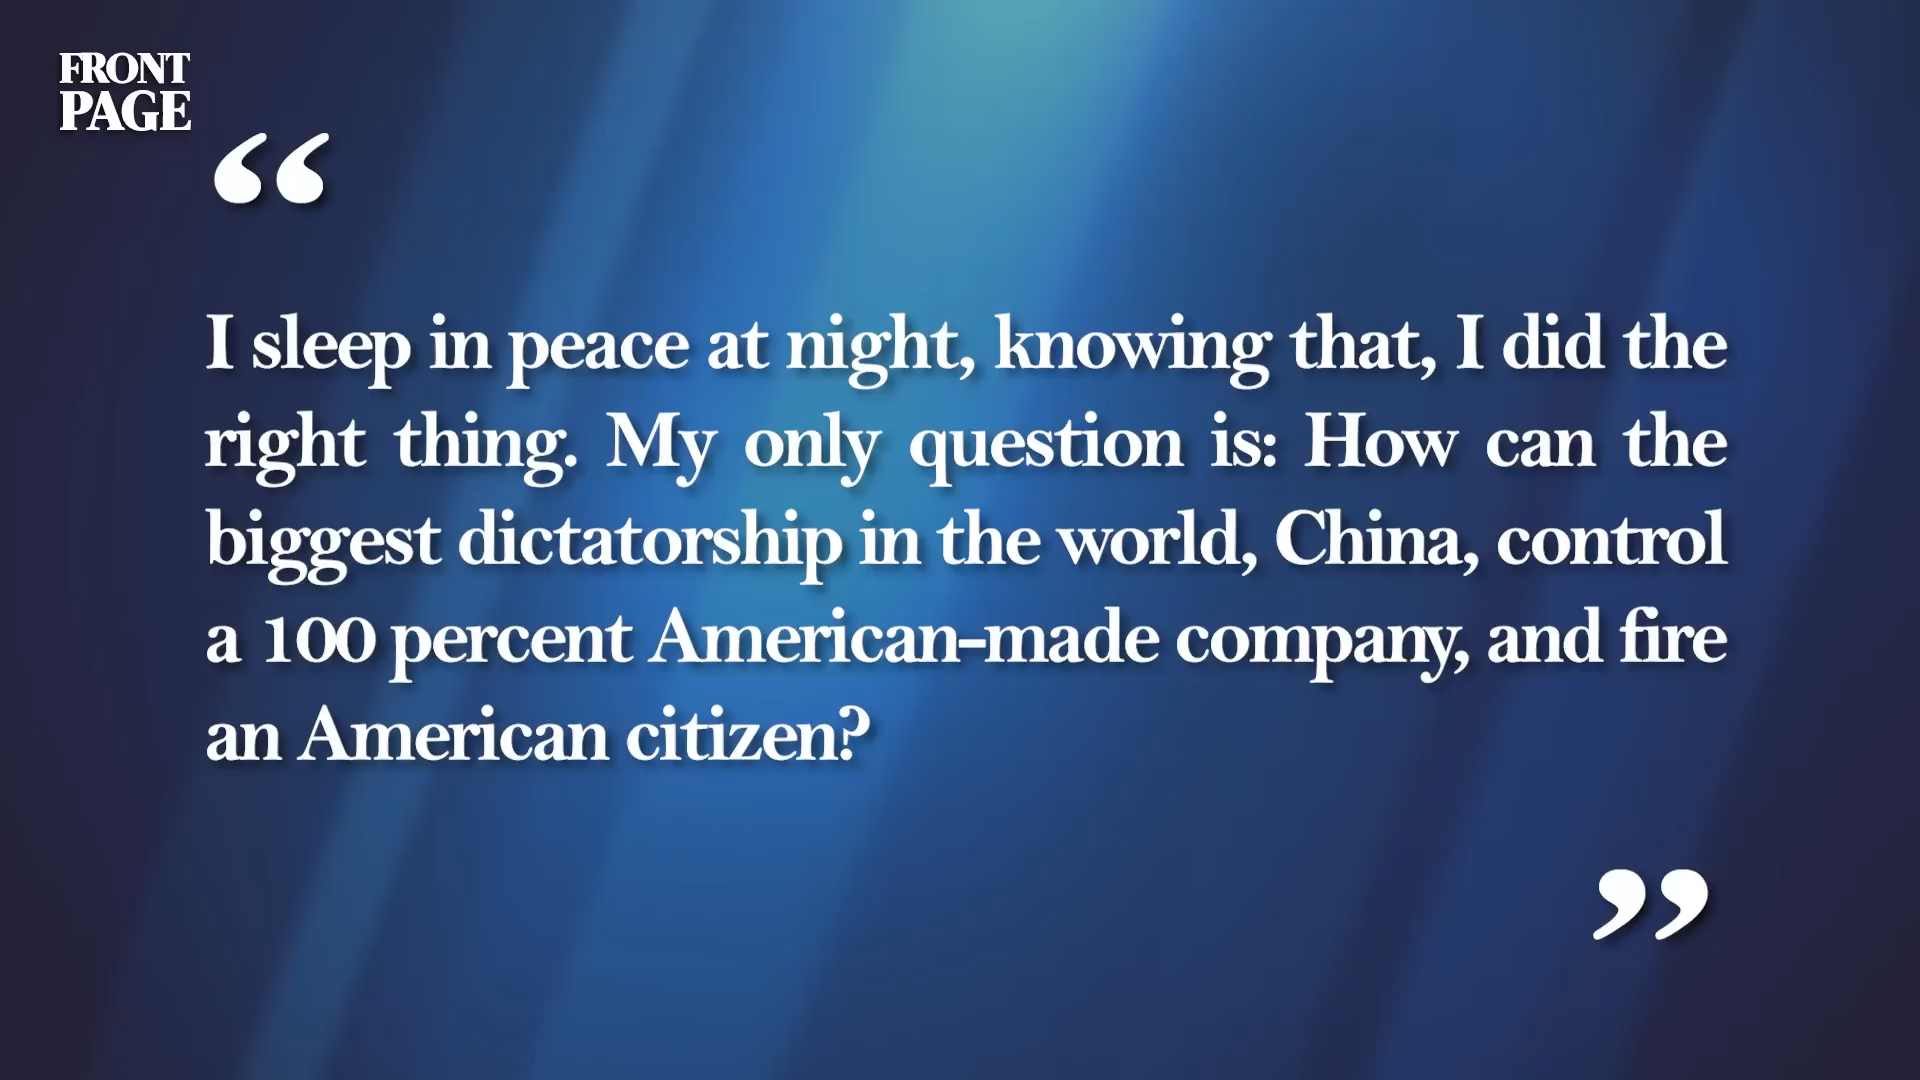 FRONT
PAGE
“
I sleep in peace at night, knowing that, I did the
right thing. My only question is: How can the
biggest dictatorship in the world, China, control
a 100 percent American-made company, and fire
an American citizen?
”